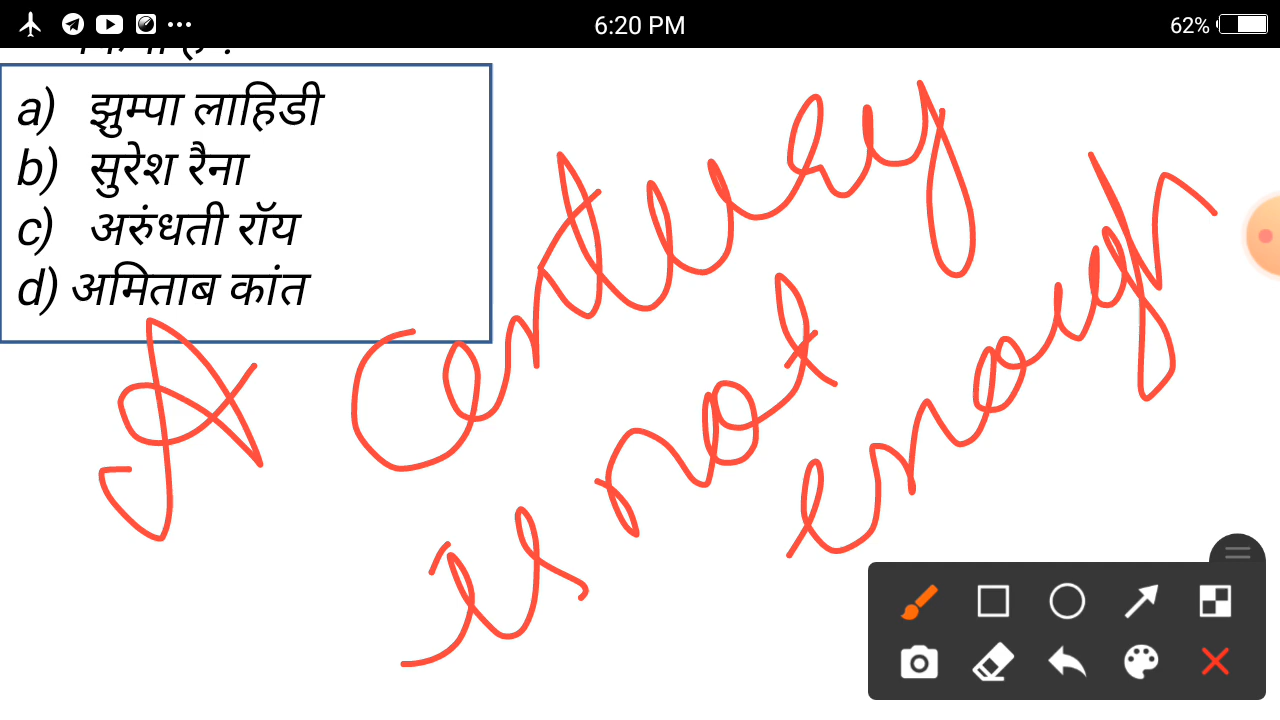 6:20 PM
62%
a) झुम्पा लाहिडी
b) सुरेश रैना
c) अरुंधती रॉय
d) अमिताब कांत
A Century
is not
enough